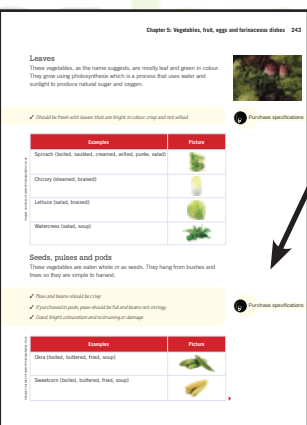 Chapter 5: Vegetables, fruit, eggs and farinaceous dishes 243
Leaves
These vegetables, as the name suggests, are mostly leaf and green in colour.
They grow using photosynthesis which is a process that uses water and
sunlight to produce natural sugar and oxygen.
✓ Should be fresh with leaves that are bright in colour, crisp and not wilted
Purchase specifications
Examples Picture
Spinach (boiled, sautéed, creamed, wilted, purée, salad)
Chicory (steamed, braised)
Lettuce (salad, braised)
Watercress (salad, soup)
Seeds, pulses and pods
These vegetables are eaten whole or as seeds. They hang from bushes and
trees so they are simple to harvest.
✓ Peas and beans should be crisp
✓ If purchased in pods, peas should be full and beans not stringy
✓ Good, bright colouration and no bruising or damage
Purchase specifications
Examples Picture
Okra (boiled, buttered, fried, soup)
Sweetcorn (boiled, buttered, fried, soup)